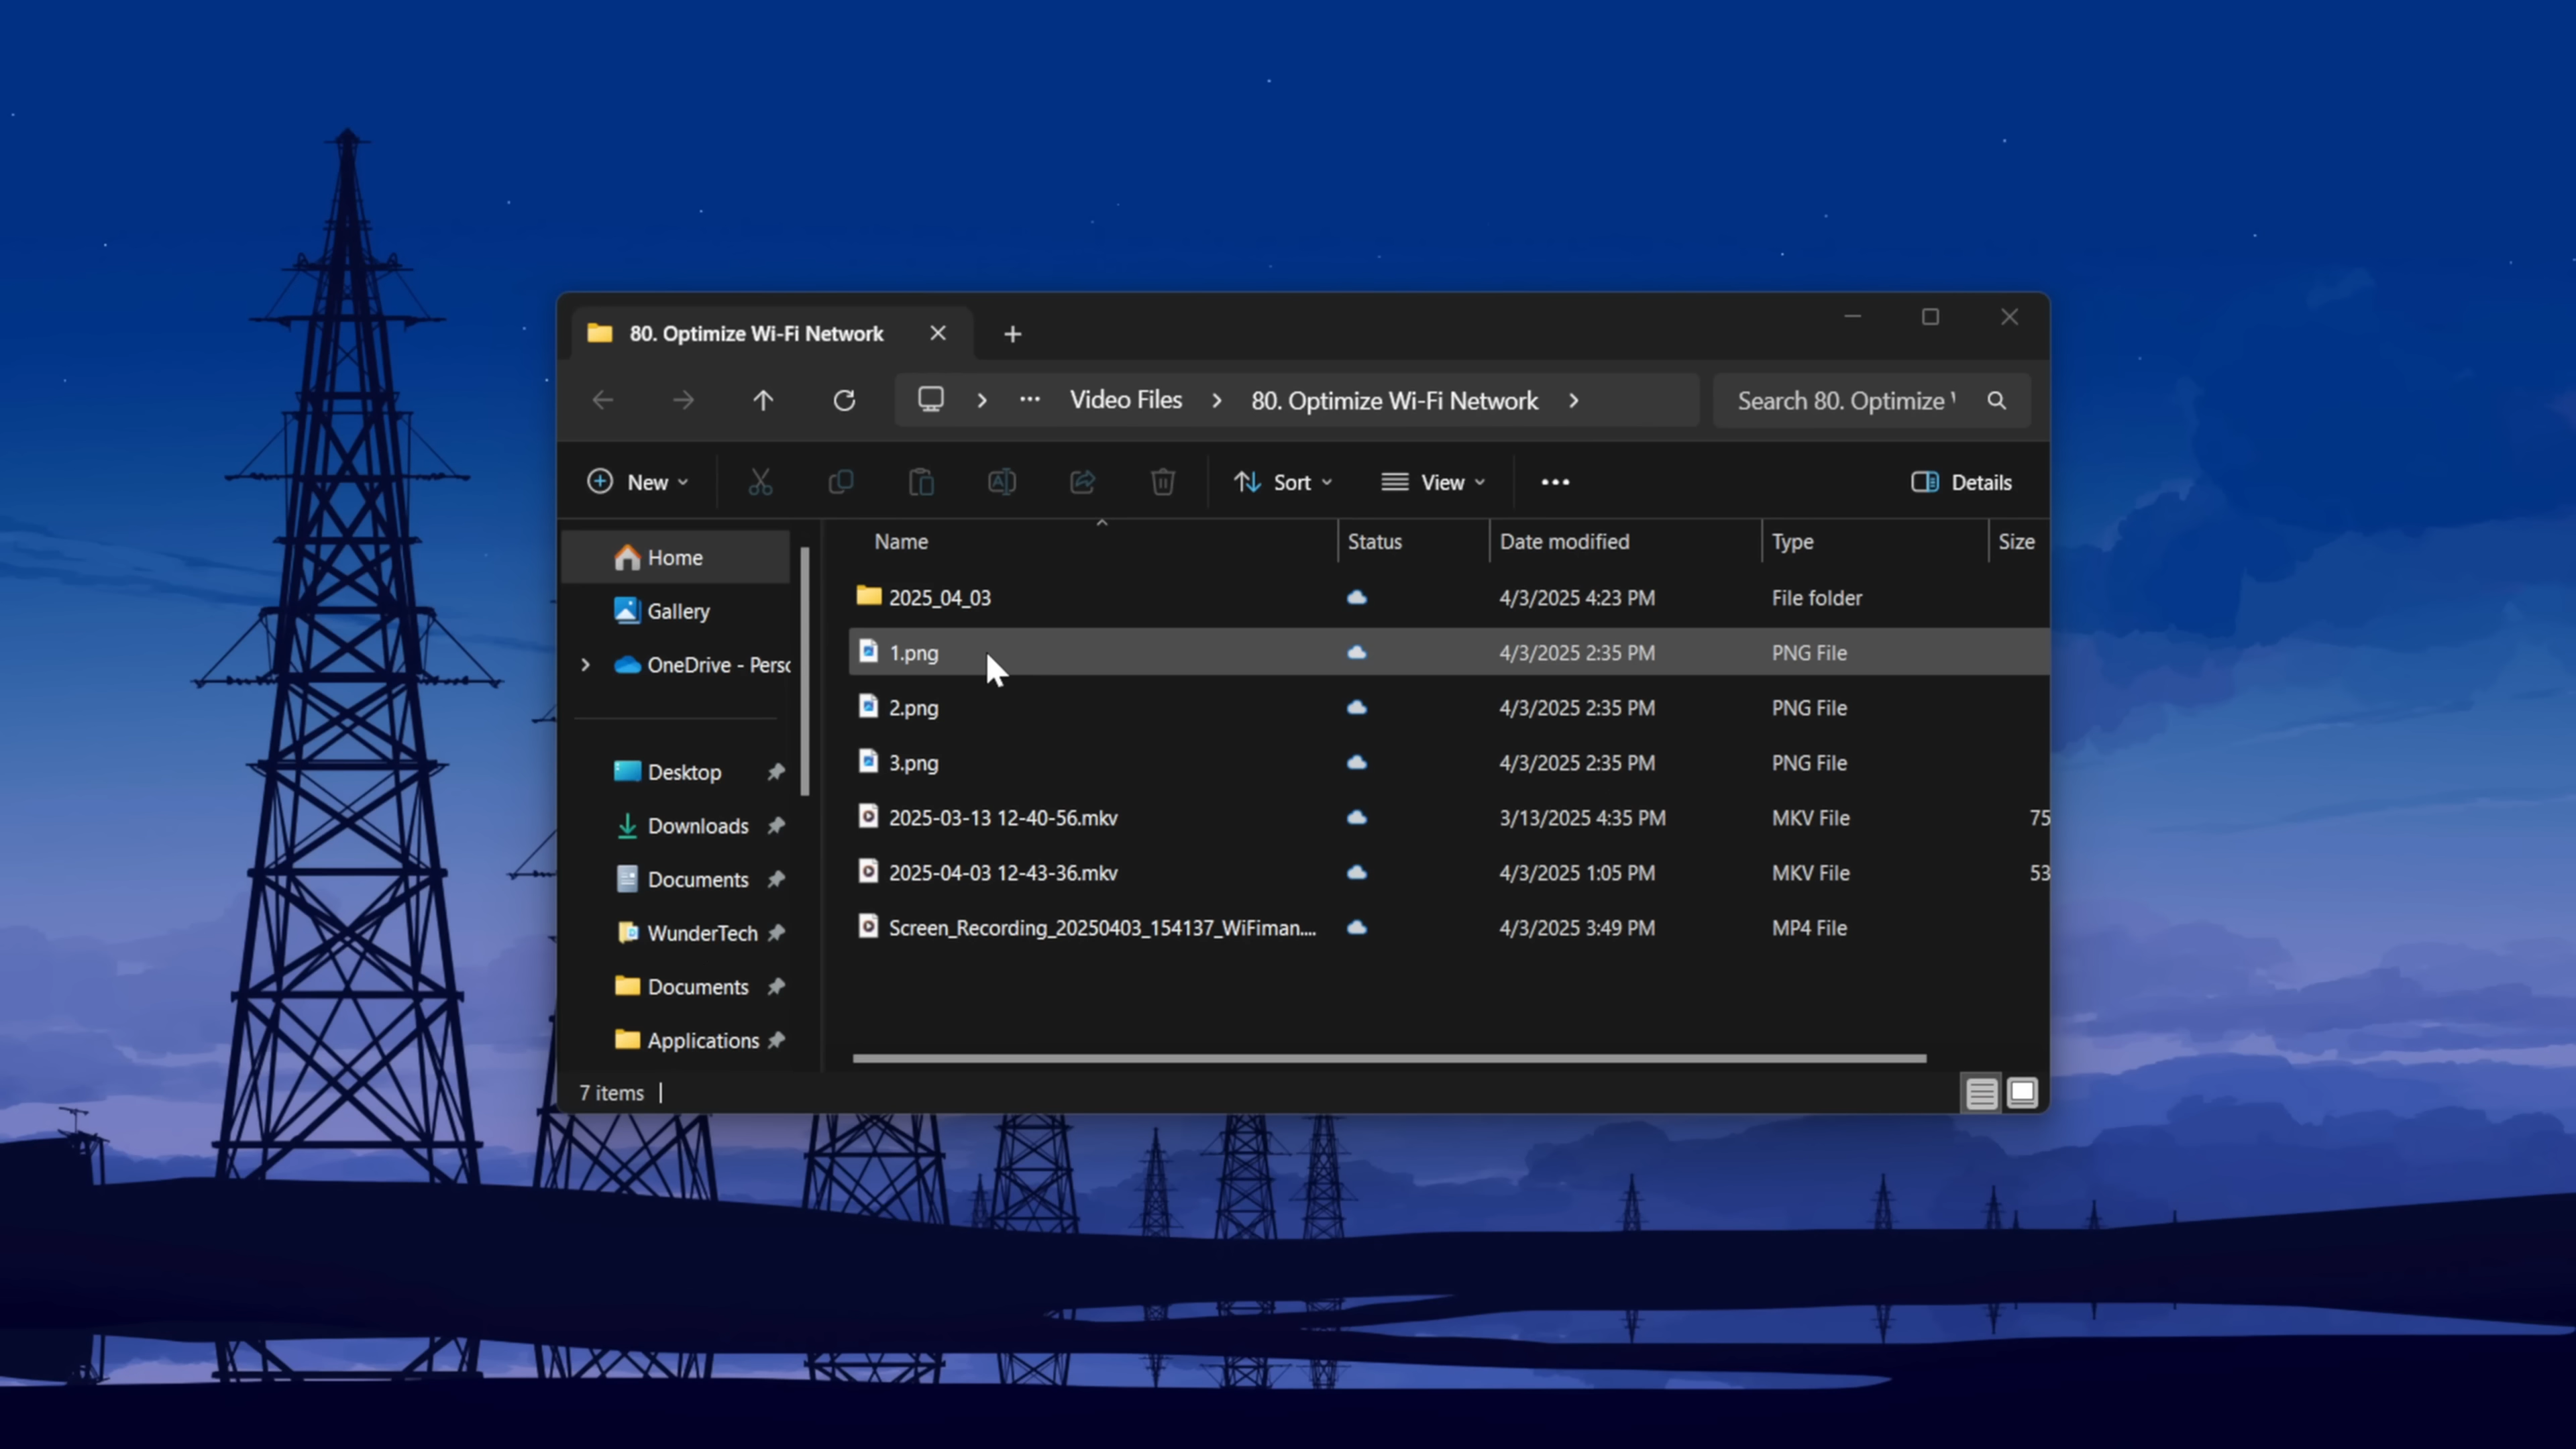 80. Optimize Wi-Fi Network
Video Files
80. Optimize Wi-Fi Network
Search 80. Optimize
New
Sort
View
Details
Home
Gallery
OneDrive - Perso
Desktop
Downloads
Documents
WunderTech
Documents
Applications
Name Status Date modified Type Size
2025_04_03 4/3/2025 4:23 PM File folder
1.png 4/3/2025 2:35 PM PNG File
2.png 4/3/2025 2:35 PM PNG File
3.png 4/3/2025 2:35 PM PNG File
2025-03-13 12-40-56.mkv 3/13/2025 4:35 PM MKV File 75
2025-04-03 12-43-36.mkv 4/3/2025 1:05 PM MKV File 53
Screen_Recording_20250403_154137_WiFiman.... 4/3/2025 3:49 PM MP4 File
7 items